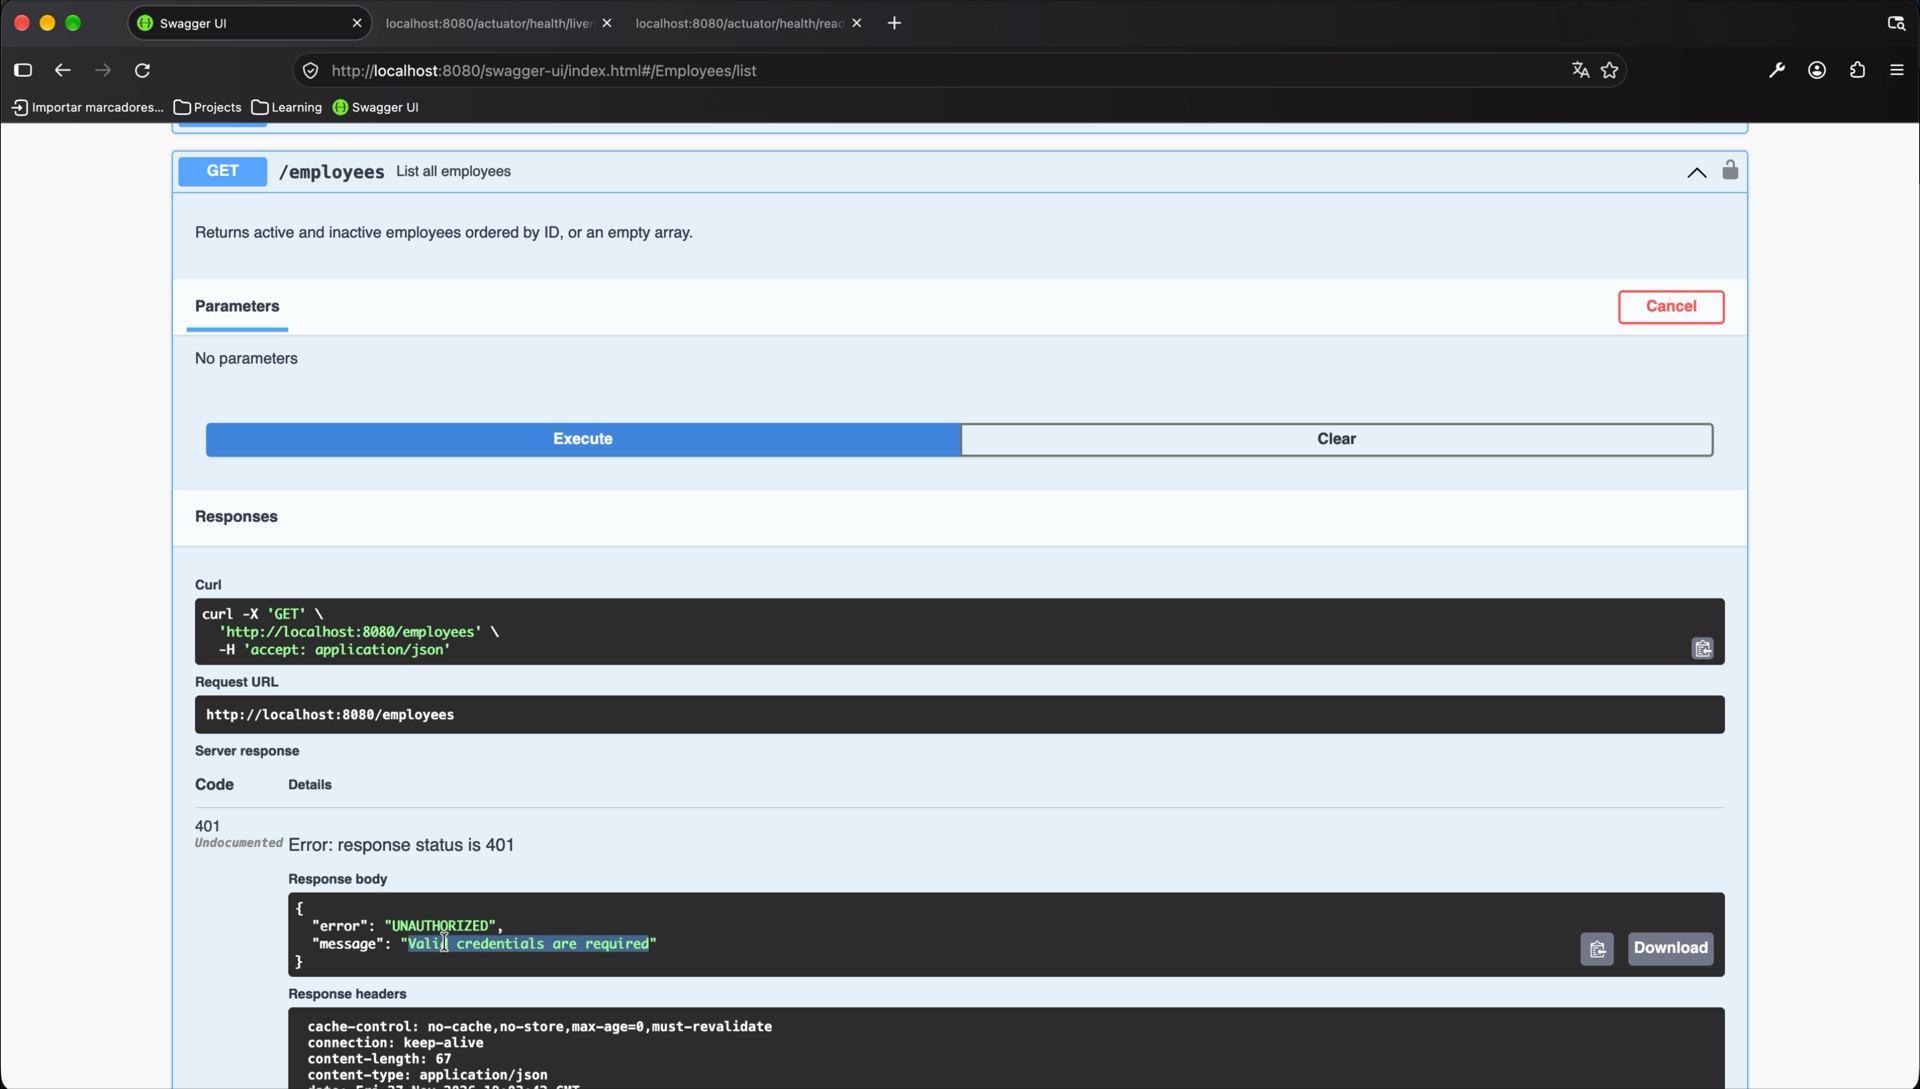 Swagger UI
localhost:8080/actuator/health/liver
localhost:8080/actuator/health/read
http://localhost:8080/swagger-ui/index.html#/Employees/list
Importar marcadores...
Projects
Learning
Swagger UI
GET
/employees
List all employees
Returns active and inactive employees ordered by ID, or an empty array.
Parameters
Cancel
No parameters
Execute
Clear
Responses
Curl
curl -X 'GET' \
'http://localhost:8080/employees' \
-H 'accept: application/json'
Request URL
http://localhost:8080/employees
Server response
Code
Details
401
Undocumented
Error: response status is 401
Response body
{
"error": "UNAUTHORIZED",
"message": "Valid credentials are required"
}
Download
Response headers
cache-control: no-cache,no-store,max-age=0,must-revalidate
connection: keep-alive
content-length: 67
content-type: application/json